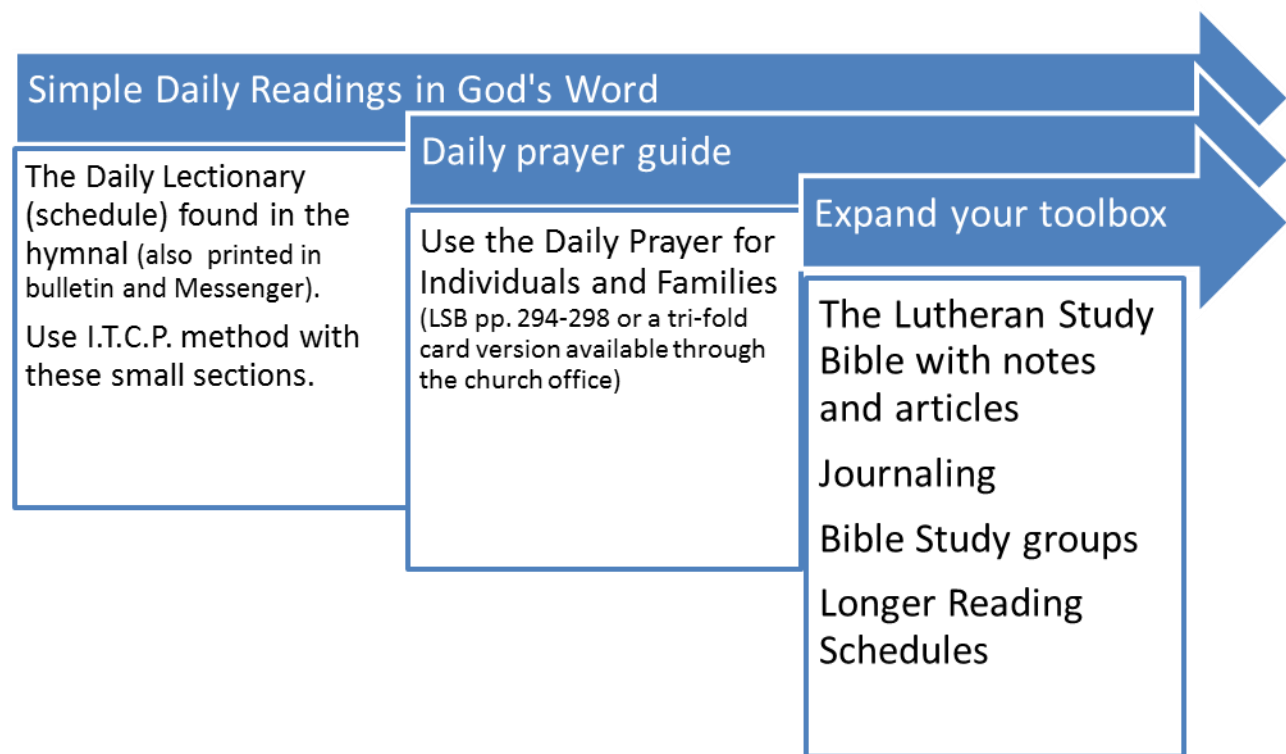 Simple Daily Readings in God's Word
The Daily Lectionary
(schedule) found in the
hymnal (also printed in
bulletin and Messenger).
Use I.T.C.P. method with
these small sections.
Daily prayer guide
Use the Daily Prayer for
Individuals and Families
(LSB pp. 294-298 or a tri-fold
card version available through
the church office)
Expand your toolbox
The Lutheran Study
Bible with notes
and articles
Journaling
Bible Study groups
Longer Reading
Schedules